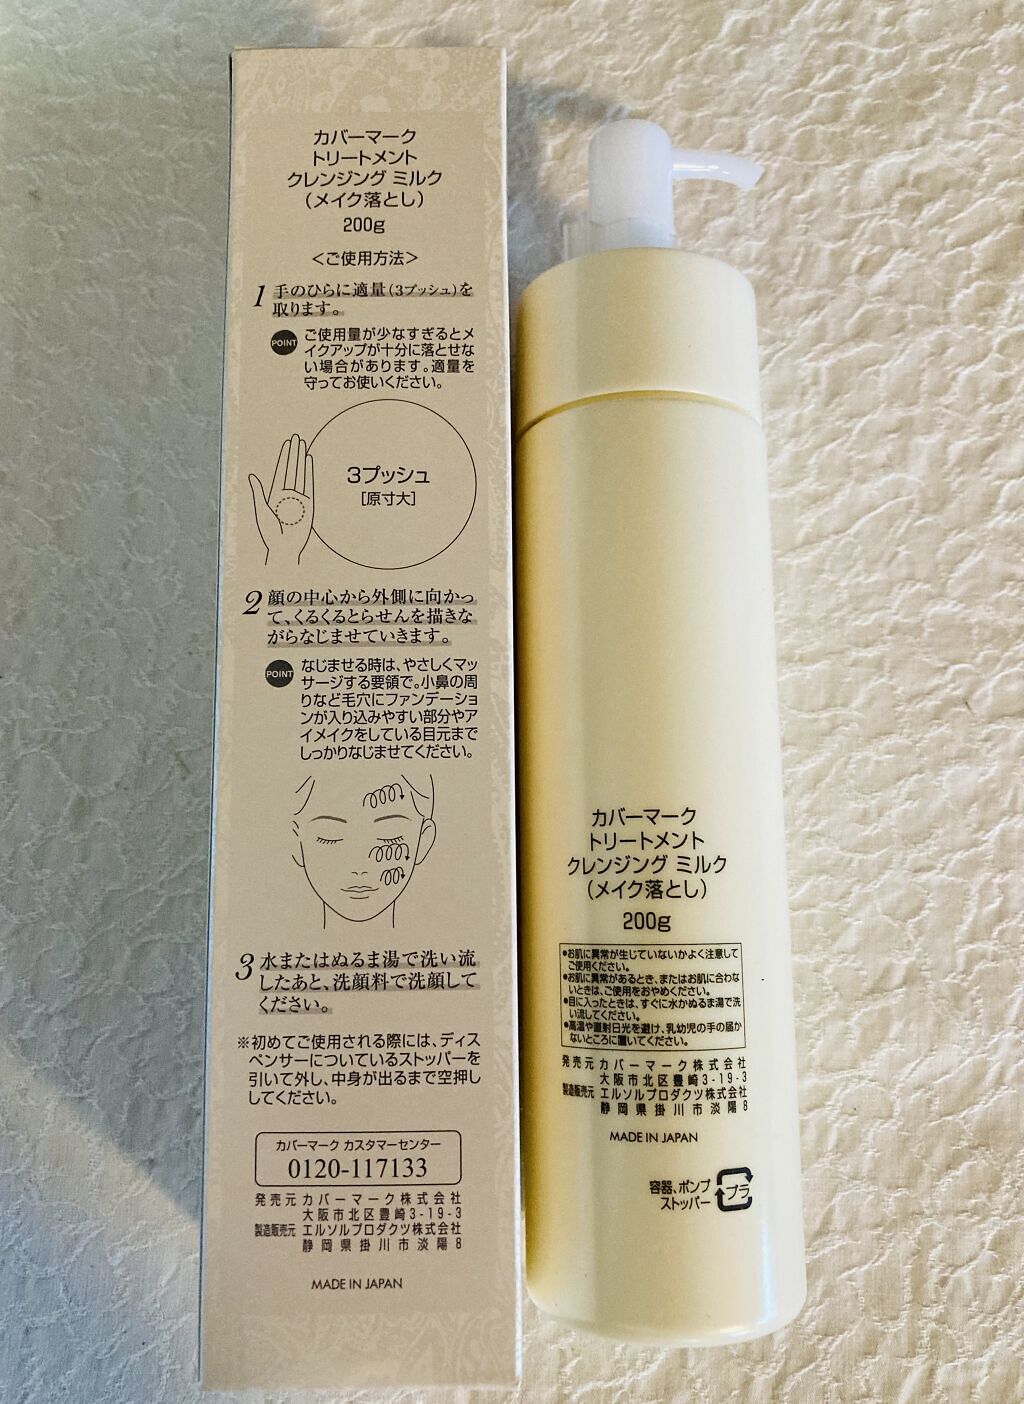 カバーマーク
トリートメント
クレンジング ミルク
(メイク落とし)
200g
<ご使用方法>
1 手のひらに適量(3プッシュ)を
取ります。
POINT ご使用量が少なすぎるとメ
イクアップが十分に落とせな
い場合があります。適量を
守ってお使いください。
3プッシュ
[原寸大]
2 顔の中心から外側に向かっ
て、くるくるとらせんを描きな
がらなじませていきます。
POINT なじませる時は、やさしくマッ
サージする要領で。小鼻の周
りなど毛穴にファンデーショ
ンが入り込みやすい部分やア
イメイクをしている目元まで
しっかりなじませてください。
3 水またはぬるま湯で洗い流
したあと、洗顔料で洗顔して
ください。
※初めてご使用される際には、ディス
ペンサーについているストッパーを
引いて外し、中身が出るまで空押し
してください。
カバーマーク カスタマーセンター
0120-117133
発売元 カバーマーク株式会社
大阪市北区豊崎3-19-3
製造販売元 エルソルプロダクツ株式会社
静岡県掛川市淡陽8
MADE IN JAPAN
カバーマーク
トリートメント
クレンジング ミルク
(メイク落とし)
200g
●お肌に異常が生じていないかよく注意して
ご使用ください。
●お肌に異常があるとき、またはお肌に合わな
いときは、ご使用をおやめください。
●目に入ったときは、すぐに水かぬるま湯で洗
い流してください。
●高温や直射日光を避け、乳幼児の手の届か
ないところに置いてください。
発売元 カバーマーク株式会社
大阪市北区豊崎3-19-3
製造販売元 エルソルプロダクツ株式会社
静岡県掛川市淡陽8
MADE IN JAPAN
容器、ポンプ
ストッパー プラ